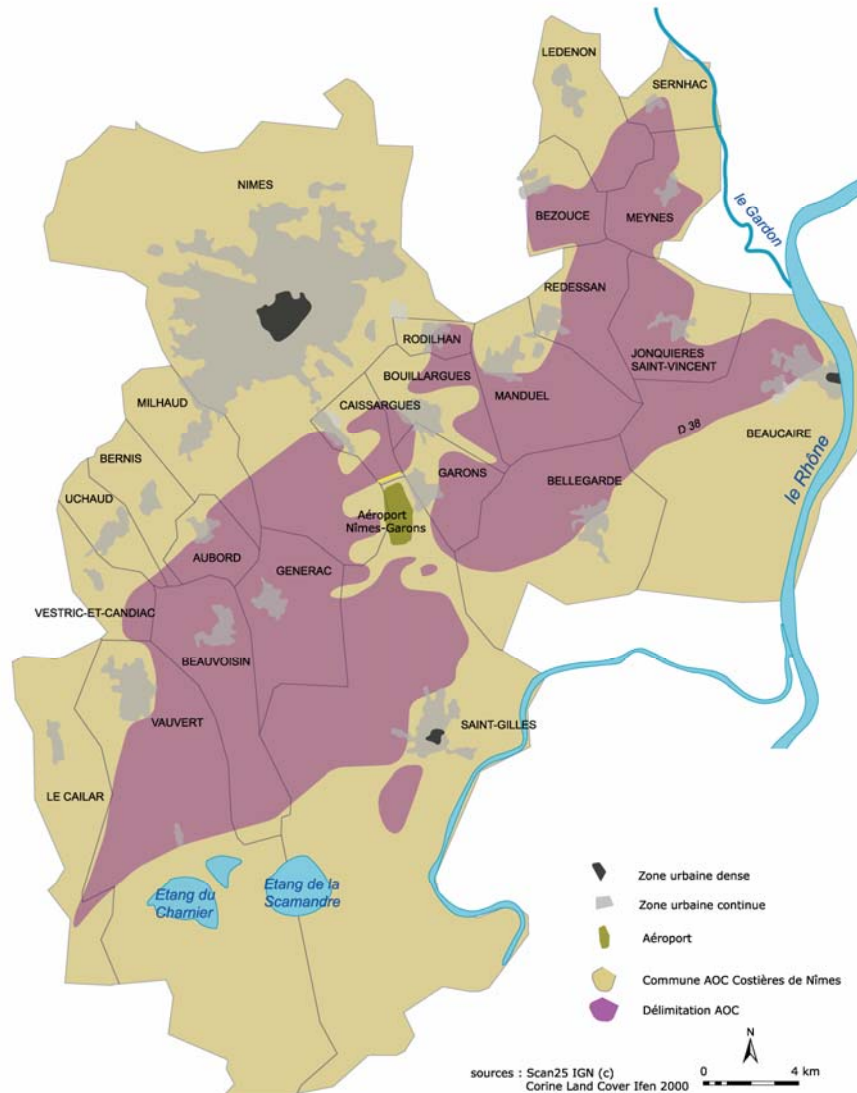 LEDENON
SERNHAC
NIMES
le Gardon
BEZOUCE
MEYNES
REDESSAN
RODILHAN
JONQUIERES
SAINT-VINCENT
BOUILLARGUES
MANDUEL
MILHAUD
CAISSARGUES
D 38
BEAUCAIRE
le Rhône
BERNIS
GARONS
BELLEGARDE
UCHAUD
Aéroport
Nîmes-Garons
AUBORD
GENERAC
VESTRIC-ET-CANDIAC
BEAUVOISIN
VAUVERT
SAINT-GILLES
LE CAILAR
Etang du
Charnier
Etang de la
Scamandre
Zone urbaine dense
Zone urbaine continue
Aéroport
Commune AOC Costières de Nîmes
Délimitation AOC
N
0 4 km
sources : Scan25 IGN (c)
Corine Land Cover Ifen 2000